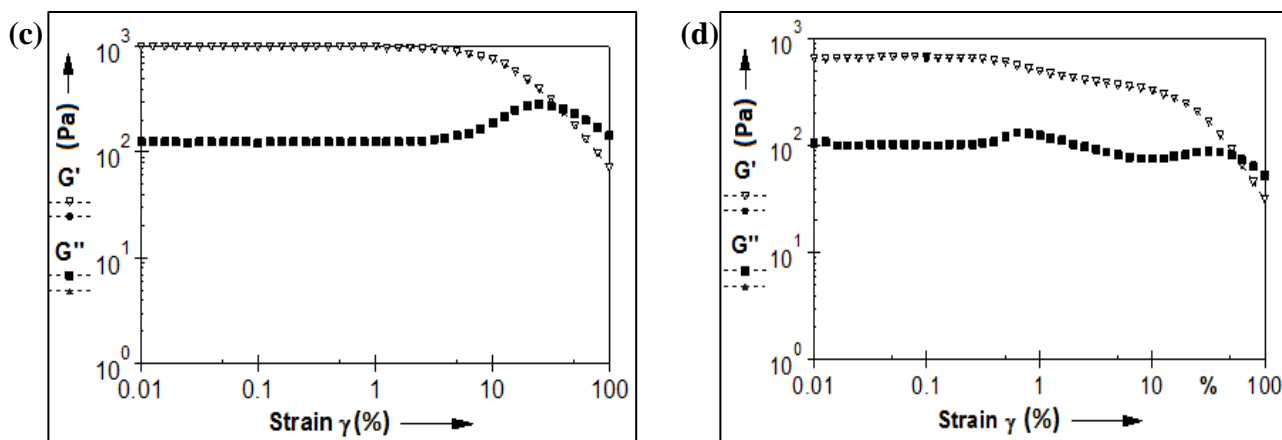 (c)
10³
10²
10¹
10⁰
(Pa)
G'
G"
0.01 0.1 1 10 100
Strain γ (%)
(d)
10³
10²
10¹
10⁰
(Pa)
G'
G"
0.01 0.1 1 10 % 100
Strain γ (%)